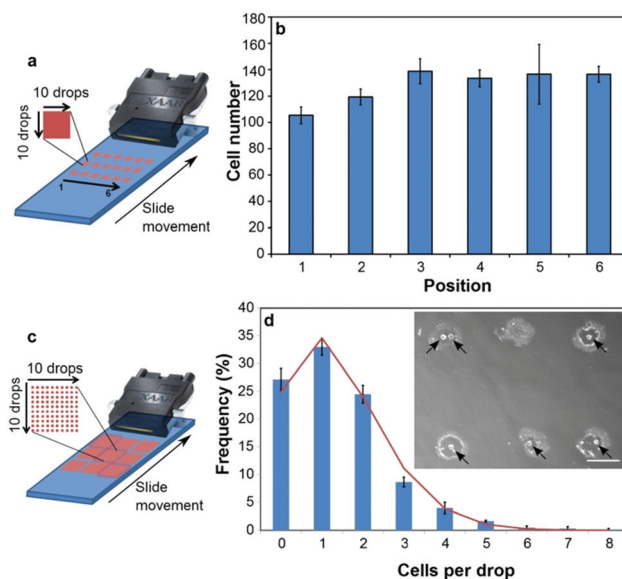 a
10 drops
10 drops
XAAR
1
6
Slide
movement
b
Cell number
180
160
140
120
100
80
60
40
20
0
1 2 3 4 5 6
Position
c
10 drops
10 drops
XAAR
Slide
movement
d
Frequency (%)
40
35
30
25
20
15
10
5
0
0 1 2 3 4 5 6 7 8
Cells per drop